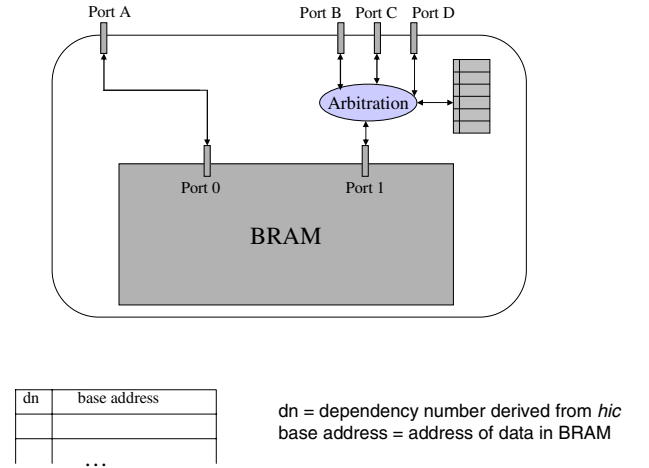 Port A
Port B Port C Port D
Arbitration
Port 0
Port 1
BRAM
dn base address
...
dn = dependency number derived from hic
base address = address of data in BRAM